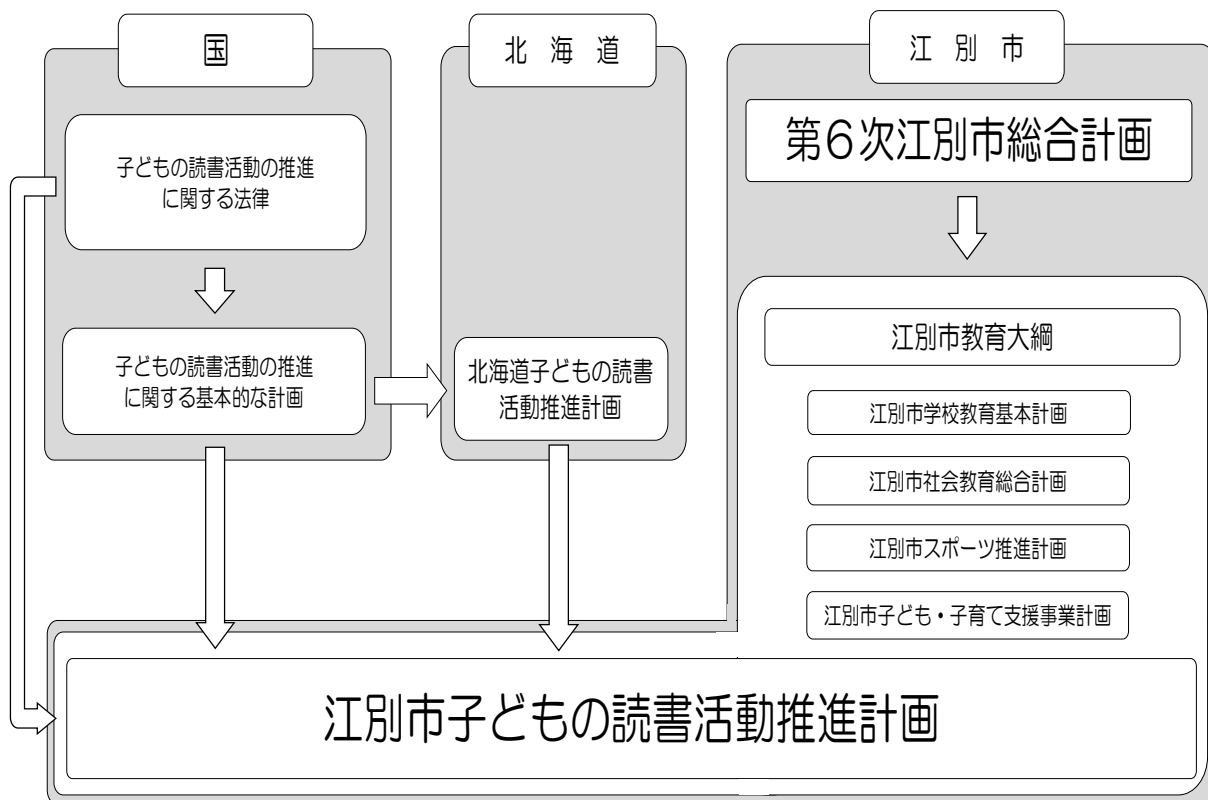 国
子どもの読書活動の推進
に関する法律
子どもの読書活動の推進
に関する基本的な計画
北海道
北海道子どもの読書
活動推進計画
江別市
第6次江別市総合計画
江別市教育大綱
江別市学校教育基本計画
江別市社会教育総合計画
江別市スポーツ推進計画
江別市子ども・子育て支援事業計画
江別市子どもの読書活動推進計画